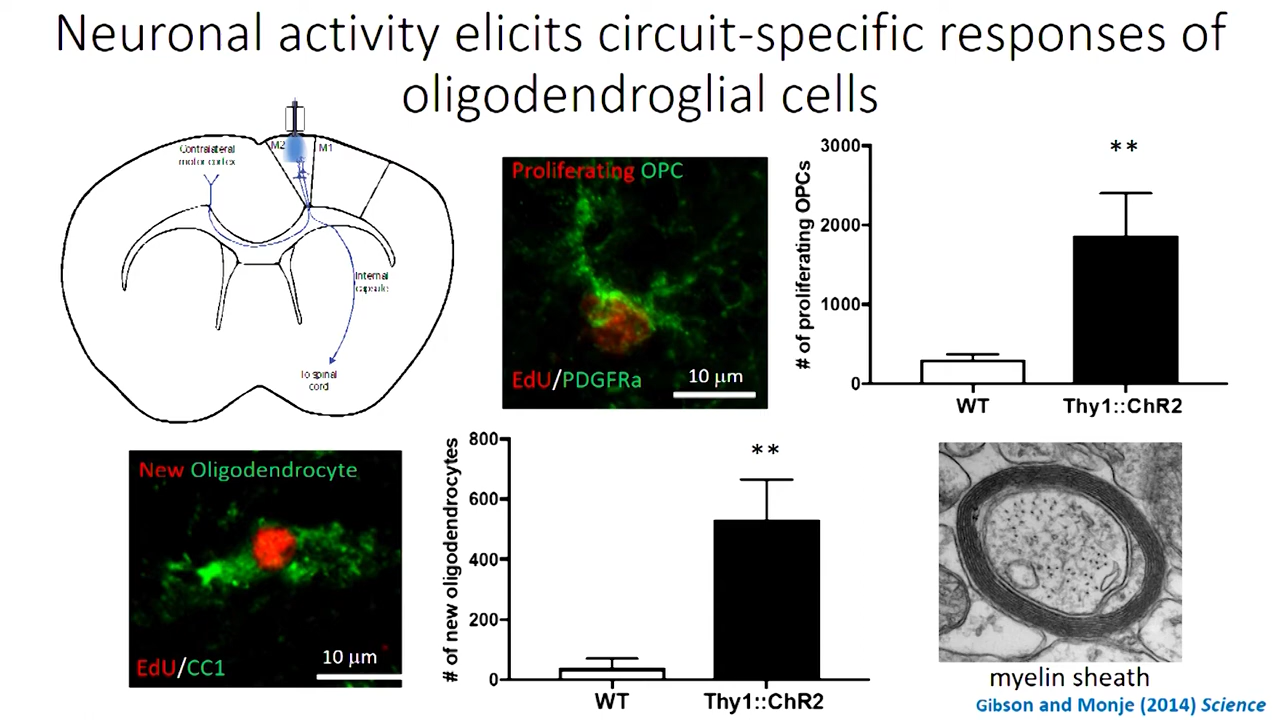 Neuronal activity elicits circuit-specific responses of
oligodendroglial cells
Contralateral
motor cortex
M2
M1
Internal
capsule
To spinal
cord
Proliferating OPC
EdU/PDGFRa
10 µm
# of proliferating OPCs
3000
2000
1000
0
**
WT
Thy1::ChR2
New Oligodendrocyte
EdU/CC1
10 µm
# of new oligodendrocytes
800
600
400
200
0
**
WT
Thy1::ChR2
myelin sheath
Gibson and Monje (2014) Science